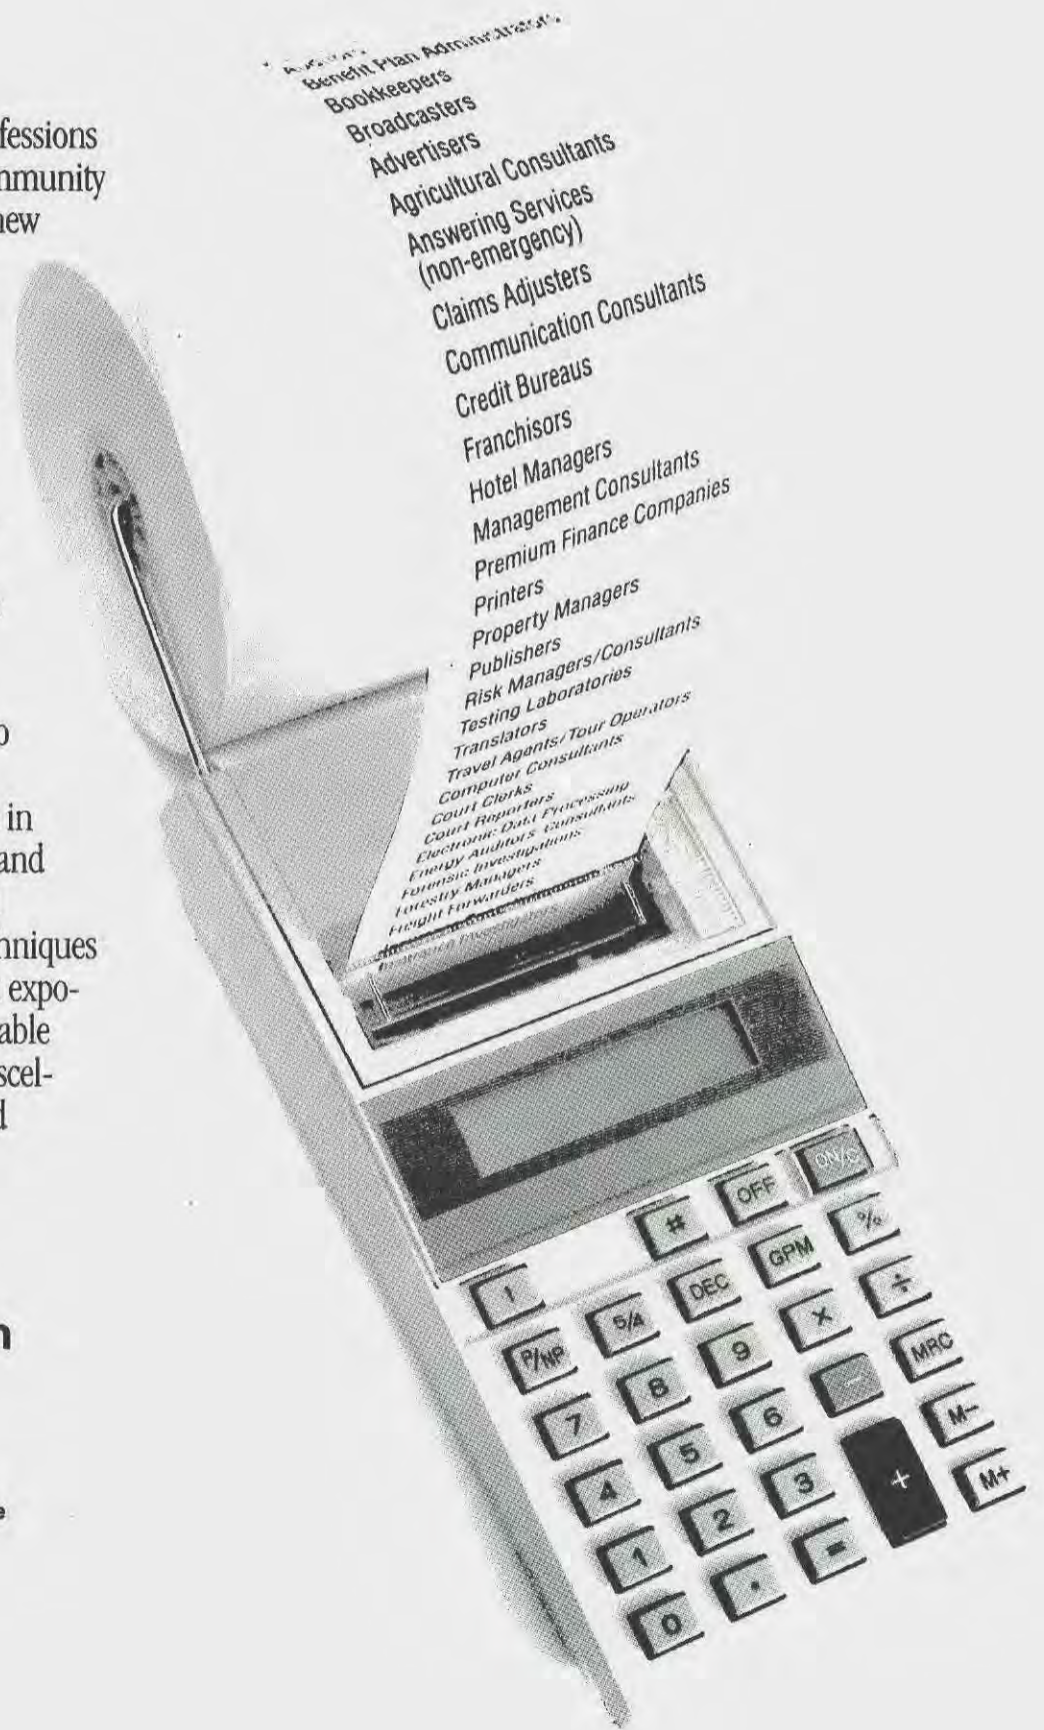 fessions
nmunity
new
o
in
and
hniques
expo-
able
scel-
d
n
e
Benefit Plan Administrators
Bookkeepers
Broadcasters
Advertisers
Agricultural Consultants
Answering Services
(non-emergency)
Claims Adjusters
Communication Consultants
Credit Bureaus
Franchisors
Hotel Managers
Management Consultants
Premium Finance Companies
Printers
Property Managers
Publishers
Risk Managers/Consultants
Testing Laboratories
Translators
Travel Agents/Tour Operators
Computer Consultants
Court Clerks
Court Reporters
Electronic Data Processing
Energy Auditors Consultants
Forensic Investigations
Forestry Managers
Freight Forwarders
# OFF ON/C
P/NP 5/4 DEC GPM %
7 8 9 × ÷
4 5 6 − MRC
1 2 3 + M−
0 . = M+